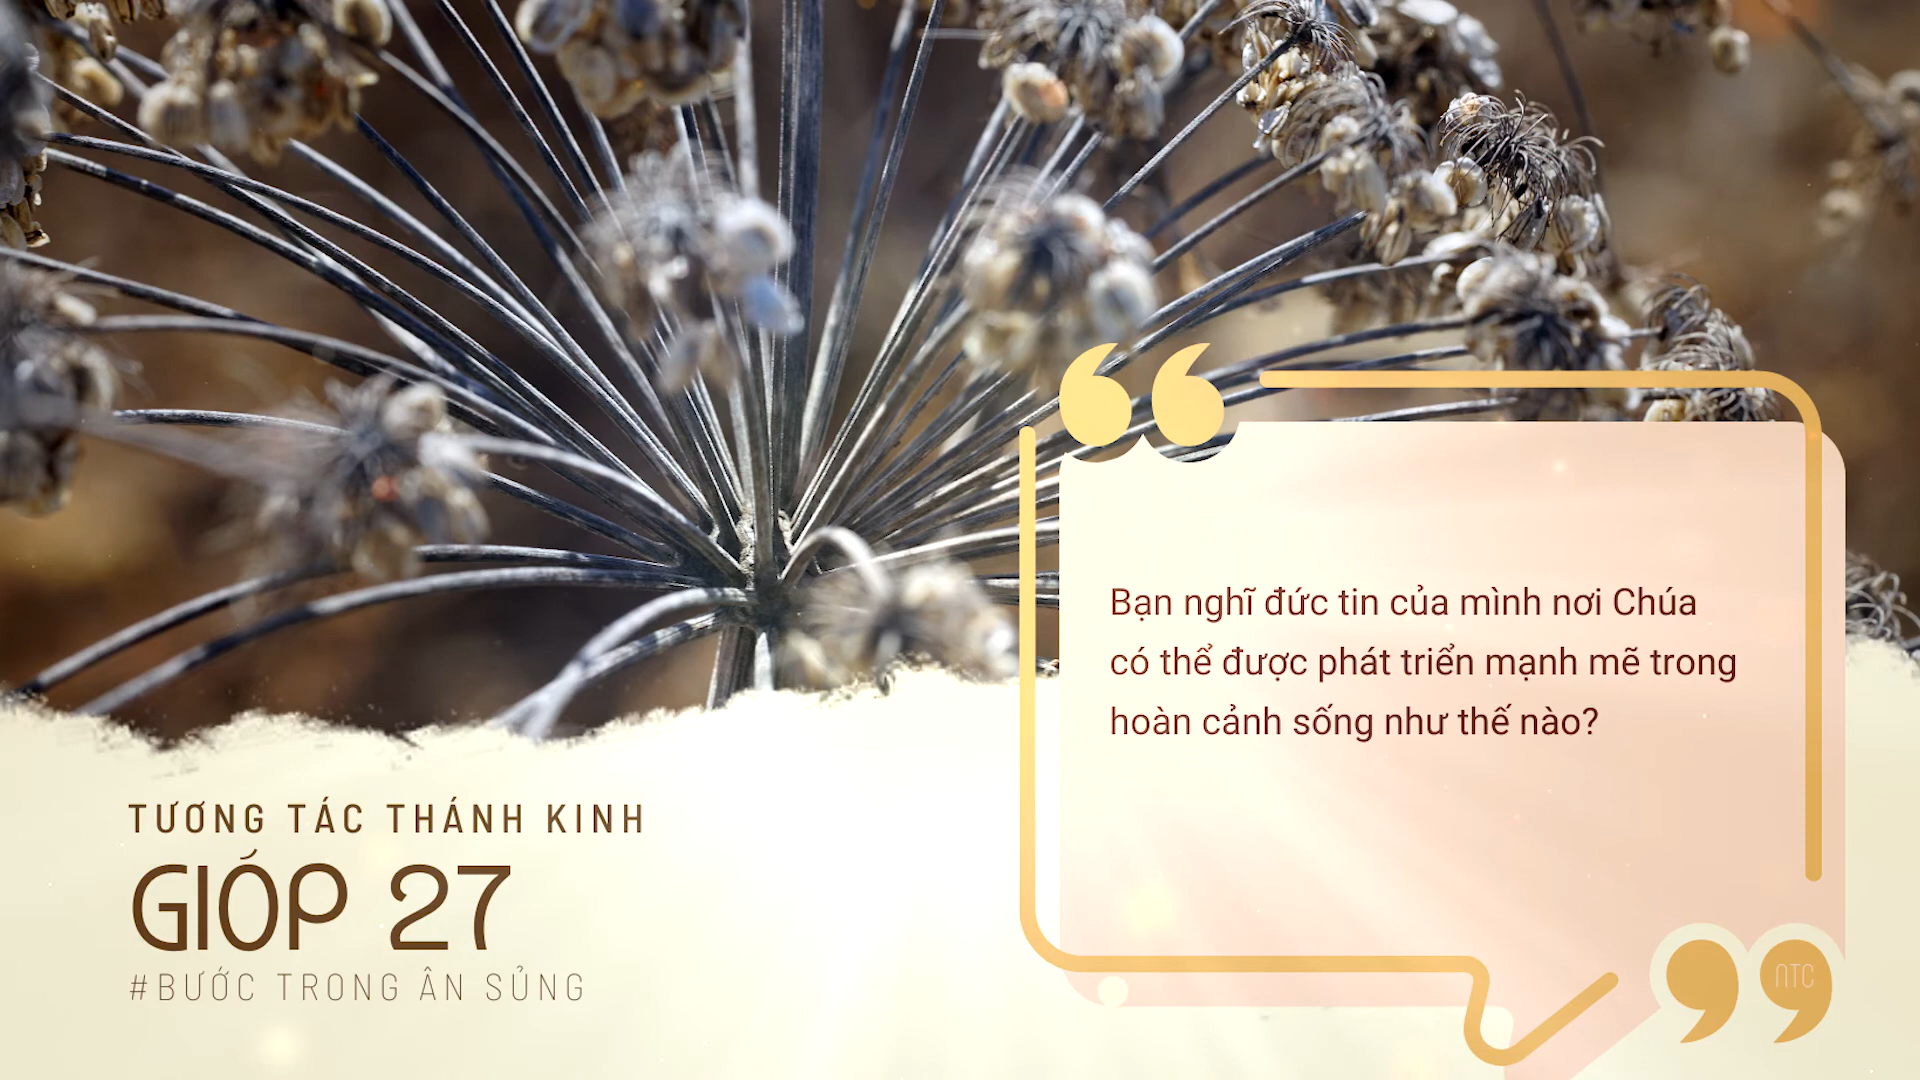 Bạn nghĩ đức tin của mình nơi Chúa
có thể được phát triển mạnh mẽ trong
hoàn cảnh sống như thế nào?
TƯƠNG TÁC THÁNH KINH
GIÓP 27
#BƯỚC TRONG ÂN SỦNG
NTC